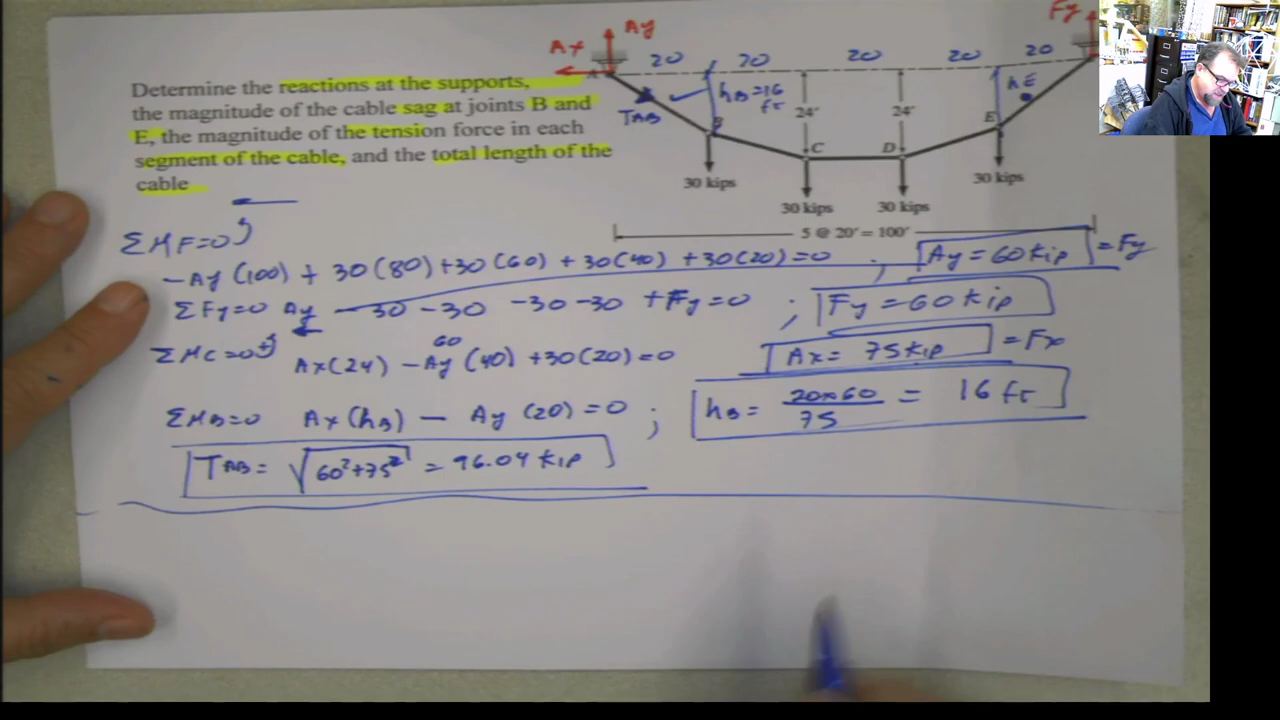 Ay
Fy
Ax
20 20 20 20 20
Determine the reactions at the supports,
the magnitude of the cable sag at joints B and
E, the magnitude of the tension force in each
segment of the cable, and the total length of the
cable
hB=16
ft
hE
TAB
24' 24'
B
E
C D
30 kips
30 kips
30 kips 30 kips
5 @ 20' = 100'
ΣMF=0
-Ay (100) + 30(80) +30(60) + 30(40) +30(20)=0 ; Ay = 60 kip = Fy
ΣFy=0 Ay -30 -30 -30 -30 +Fy=0 ; Fy = 60 kip
60
ΣMC=0 Ax(24) -Ay (40) +30(20)=0 Ax = 75 kip = Fx
ΣMB=0 Ax(hB) - Ay (20) = 0 ; hB = 20x60/75 = 16 ft
TAB = √60²+75² = 96.04 kip